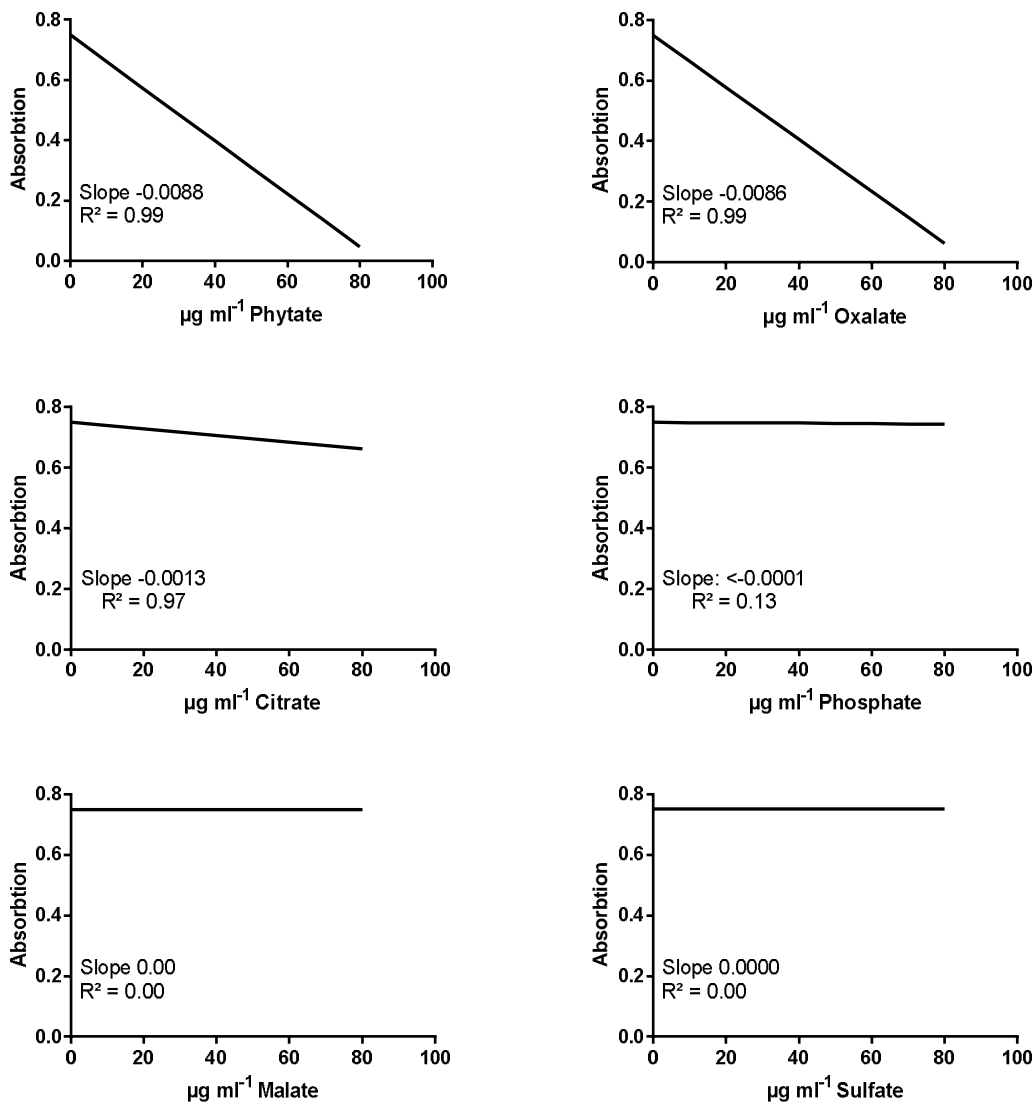 0.8
0.6
0.4
0.2
0.0
Absorbtion
Slope -0.0088
R² = 0.99
0 20 40 60 80 100
µg ml⁻¹ Phytate
0.8
0.6
0.4
0.2
0.0
Absorbtion
Slope -0.0086
R² = 0.99
0 20 40 60 80 100
µg ml⁻¹ Oxalate
0.8
0.6
0.4
0.2
0.0
Absorbtion
Slope -0.0013
R² = 0.97
0 20 40 60 80 100
µg ml⁻¹ Citrate
0.8
0.6
0.4
0.2
0.0
Absorbtion
Slope: <-0.0001
R² = 0.13
0 20 40 60 80 100
µg ml⁻¹ Phosphate
0.8
0.6
0.4
0.2
0.0
Absorbtion
Slope 0.00
R² = 0.00
0 20 40 60 80 100
µg ml⁻¹ Malate
0.8
0.6
0.4
0.2
0.0
Absorbtion
Slope 0.0000
R² = 0.00
0 20 40 60 80 100
µg ml⁻¹ Sulfate